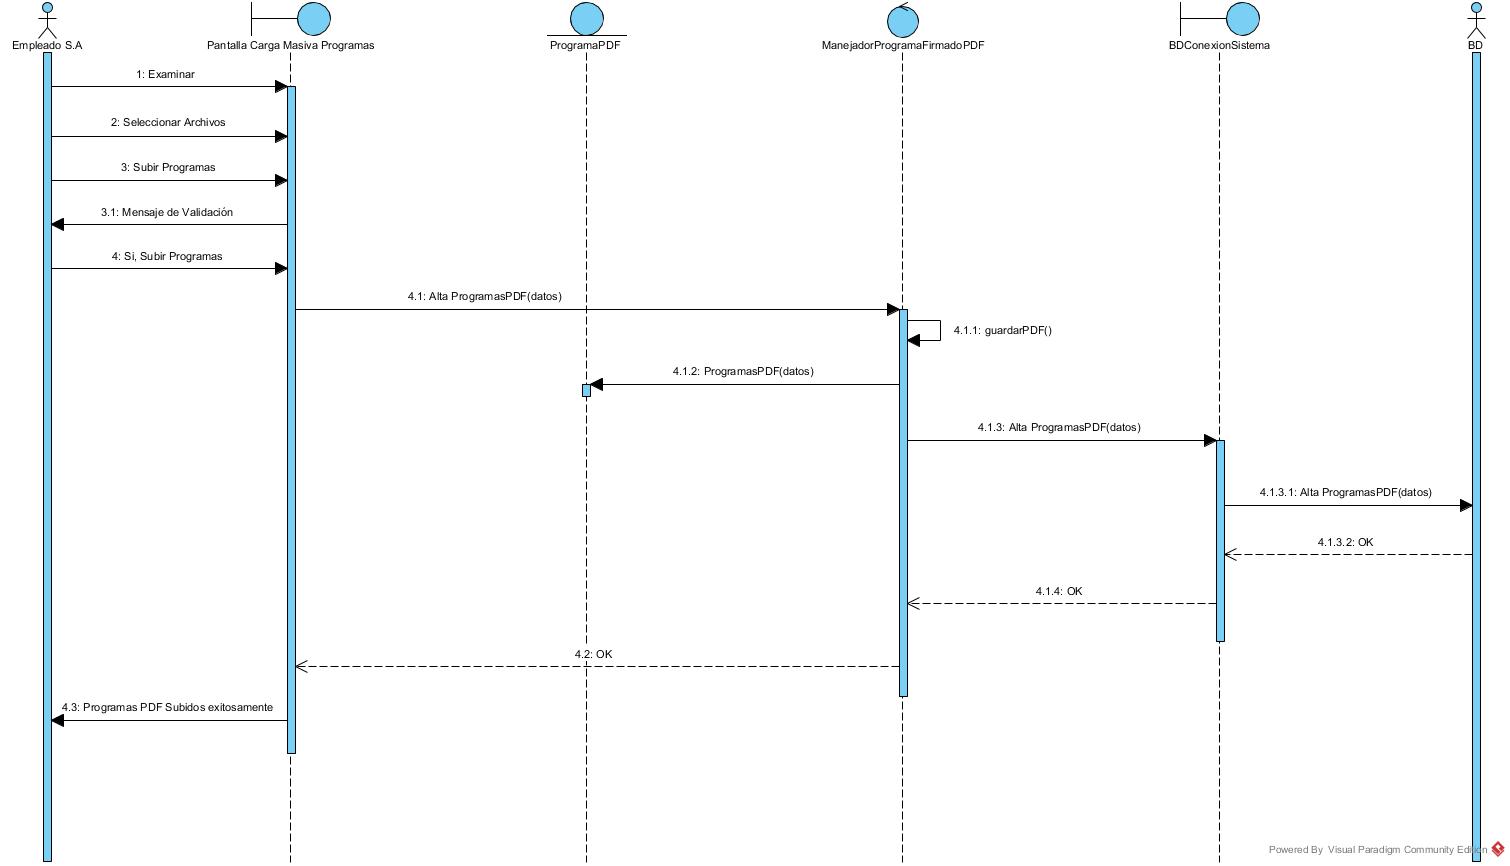 Empleado S.A
Pantalla Carga Masiva Programas
ProgramaPDF
ManejadorProgramaFirmadoPDF
BDConexionSistema
BD
1: Examinar
2: Seleccionar Archivos
3: Subir Programas
3.1: Mensaje de Validación
4: Si, Subir Programas
4.1: Alta ProgramasPDF(datos)
4.1.1: guardarPDF()
4.1.2: ProgramasPDF(datos)
4.1.3: Alta ProgramasPDF(datos)
4.1.3.1: Alta ProgramasPDF(datos)
4.1.3.2: OK
4.1.4: OK
4.2: OK
4.3: Programas PDF Subidos exitosamente
Powered By Visual Paradigm Community Edition